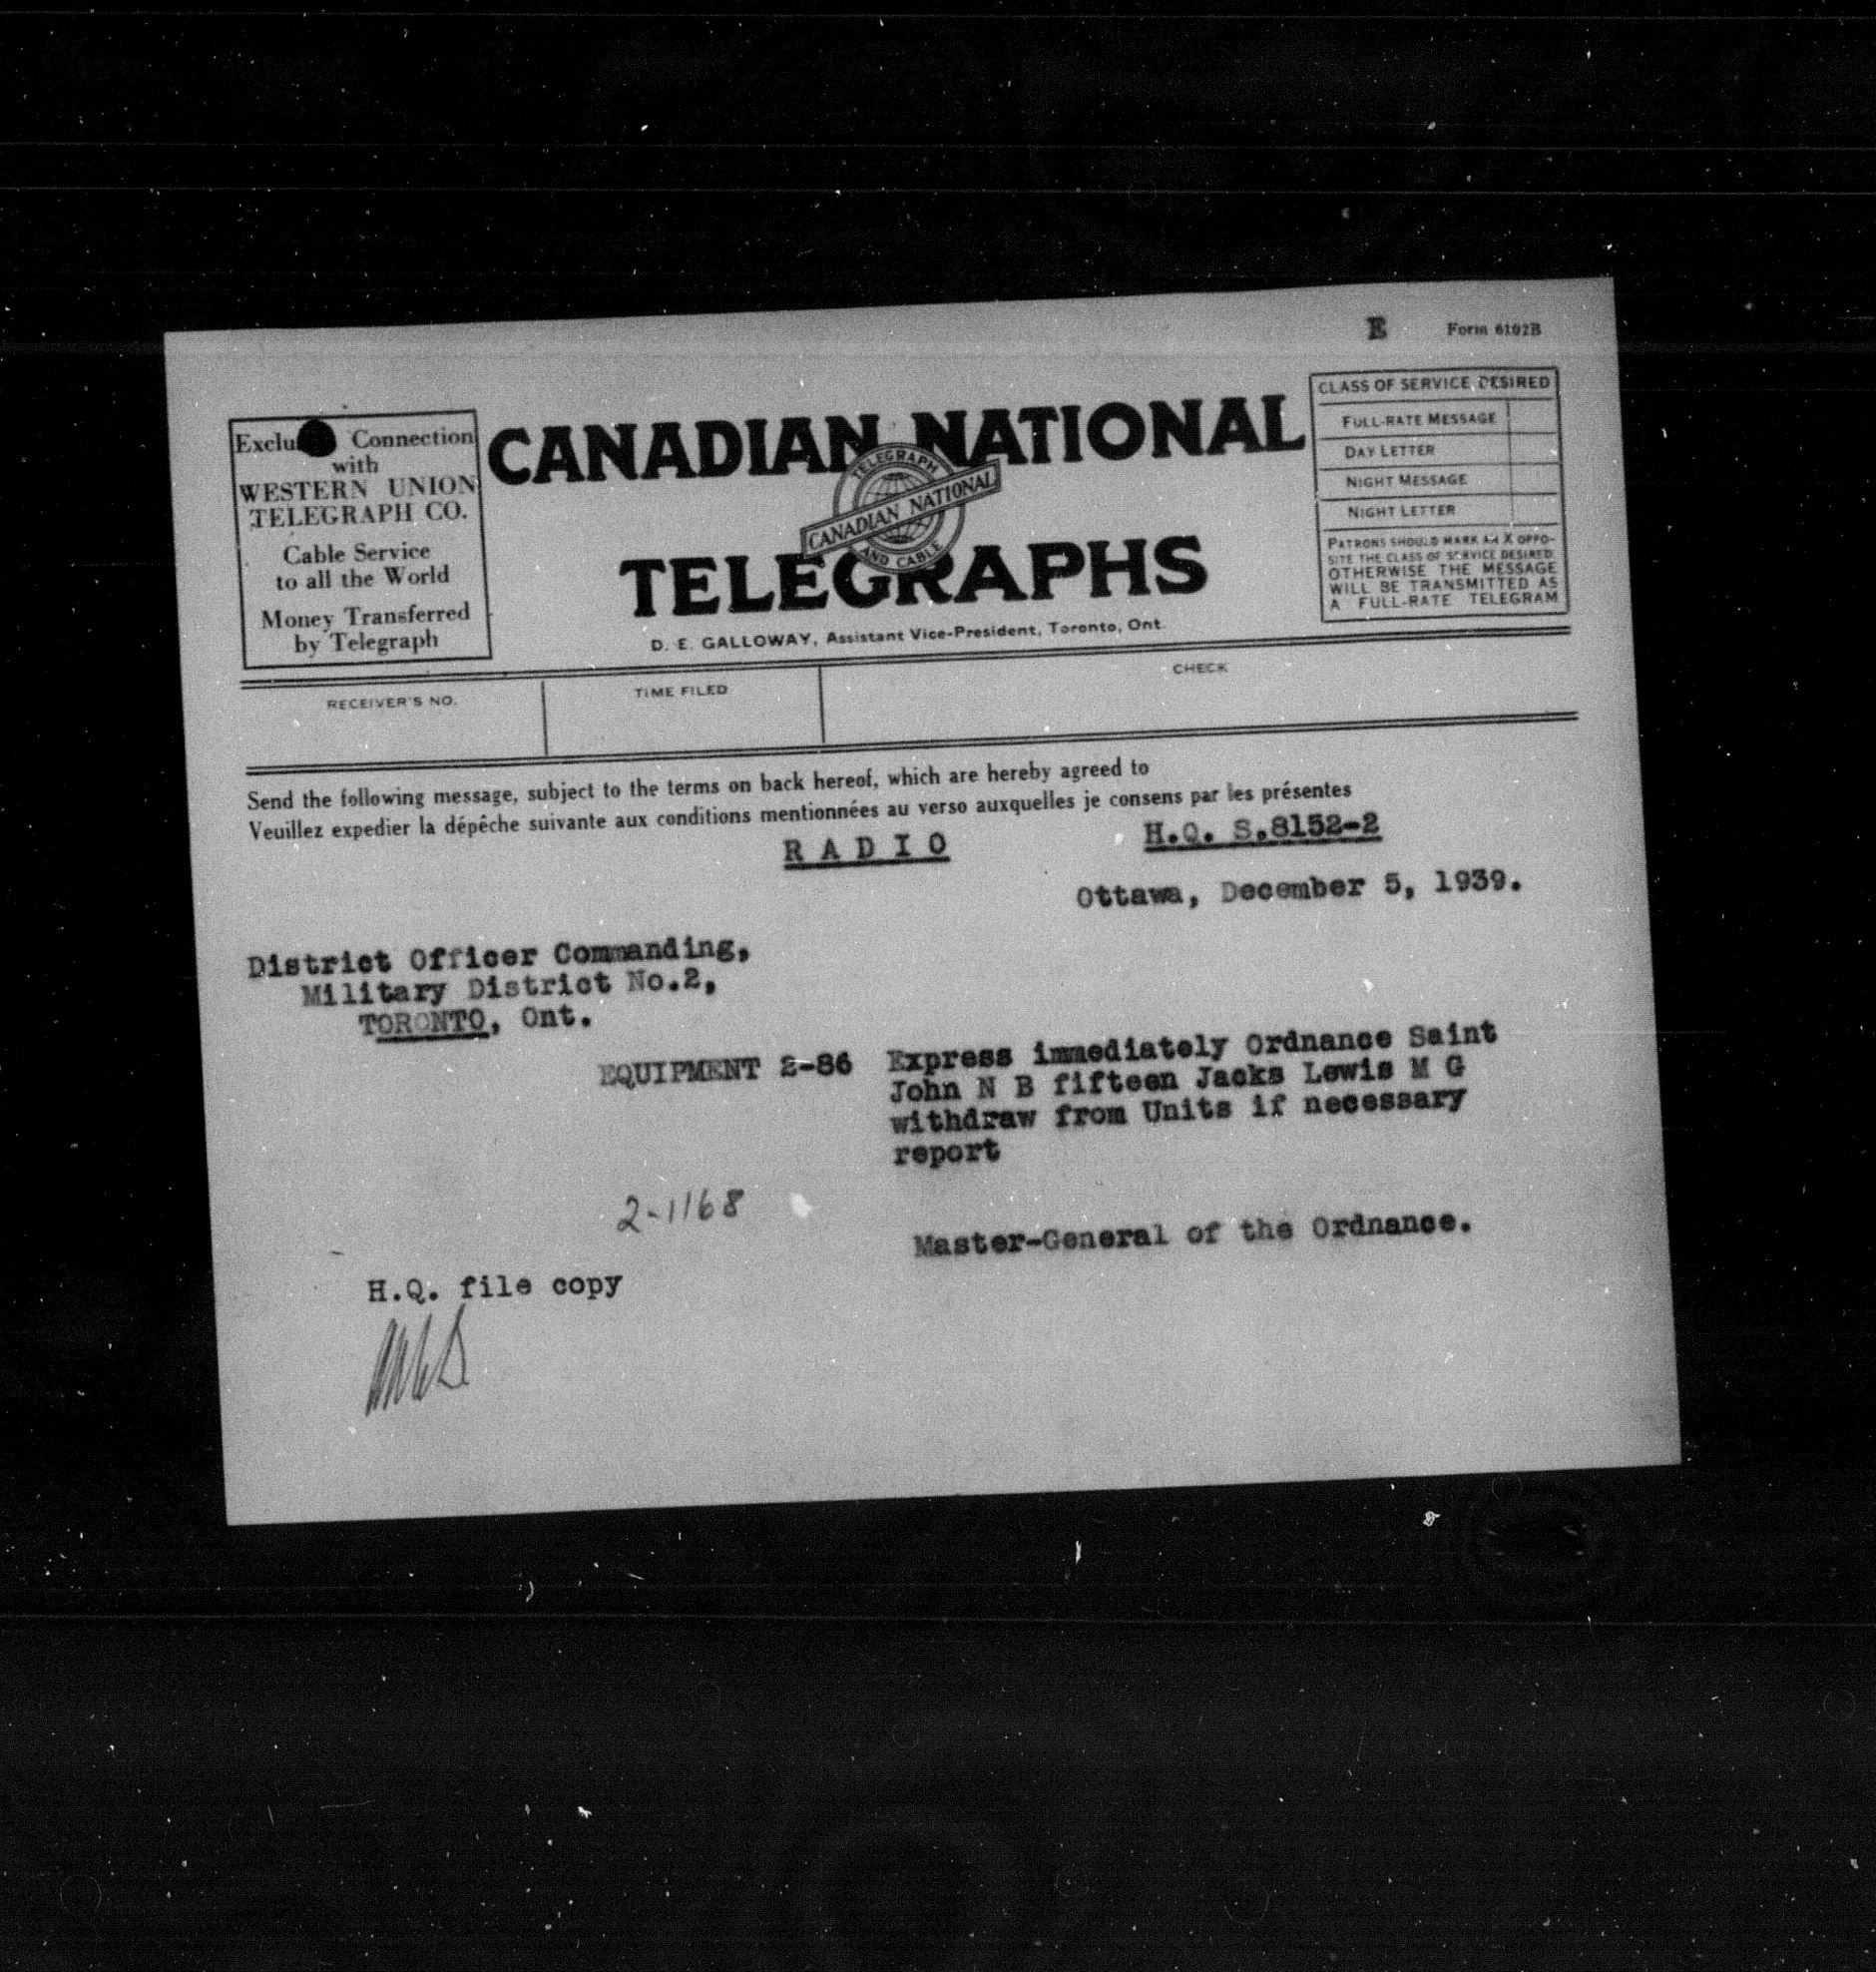 E Form 6102B
Exclu Connection
with
WESTERN UNION
TELEGRAPH CO.
Cable Service
to all the World
Money Transferred
by Telegraph
CANADIAN NATIONAL
TELEGRAPH
CANADIAN NATIONAL
AND CABLE
TELEGRAPHS
D. E. GALLOWAY, Assistant Vice-President, Toronto, Ont.
CLASS OF SERVICE DESIRED
FULL-RATE MESSAGE
DAY LETTER
NIGHT MESSAGE
NIGHT LETTER
PATRONS SHOULD MARK AN X OPPO-
SITE THE CLASS OF SERVICE DESIRED:
OTHERWISE THE MESSAGE
WILL BE TRANSMITTED AS
A FULL-RATE TELEGRAM
RECEIVER'S NO.
TIME FILED
CHECK
Send the following message, subject to the terms on back hereof, which are hereby agreed to
Veuillez expedier la dépêche suivante aux conditions mentionnées au verso auxquelles je consens par les présentes
R A D I O
H.Q. S.8152-2
Ottawa, December 5, 1939.
District Officer Commanding,
Military District No.2,
TORONTO, Ont.
EQUIPMENT 2-86 Express immediately Ordnance Saint
John N B fifteen Jacks Lewis M G
withdraw from Units if necessary
report
2-1168
Master-General of the Ordnance.
H.Q. file copy